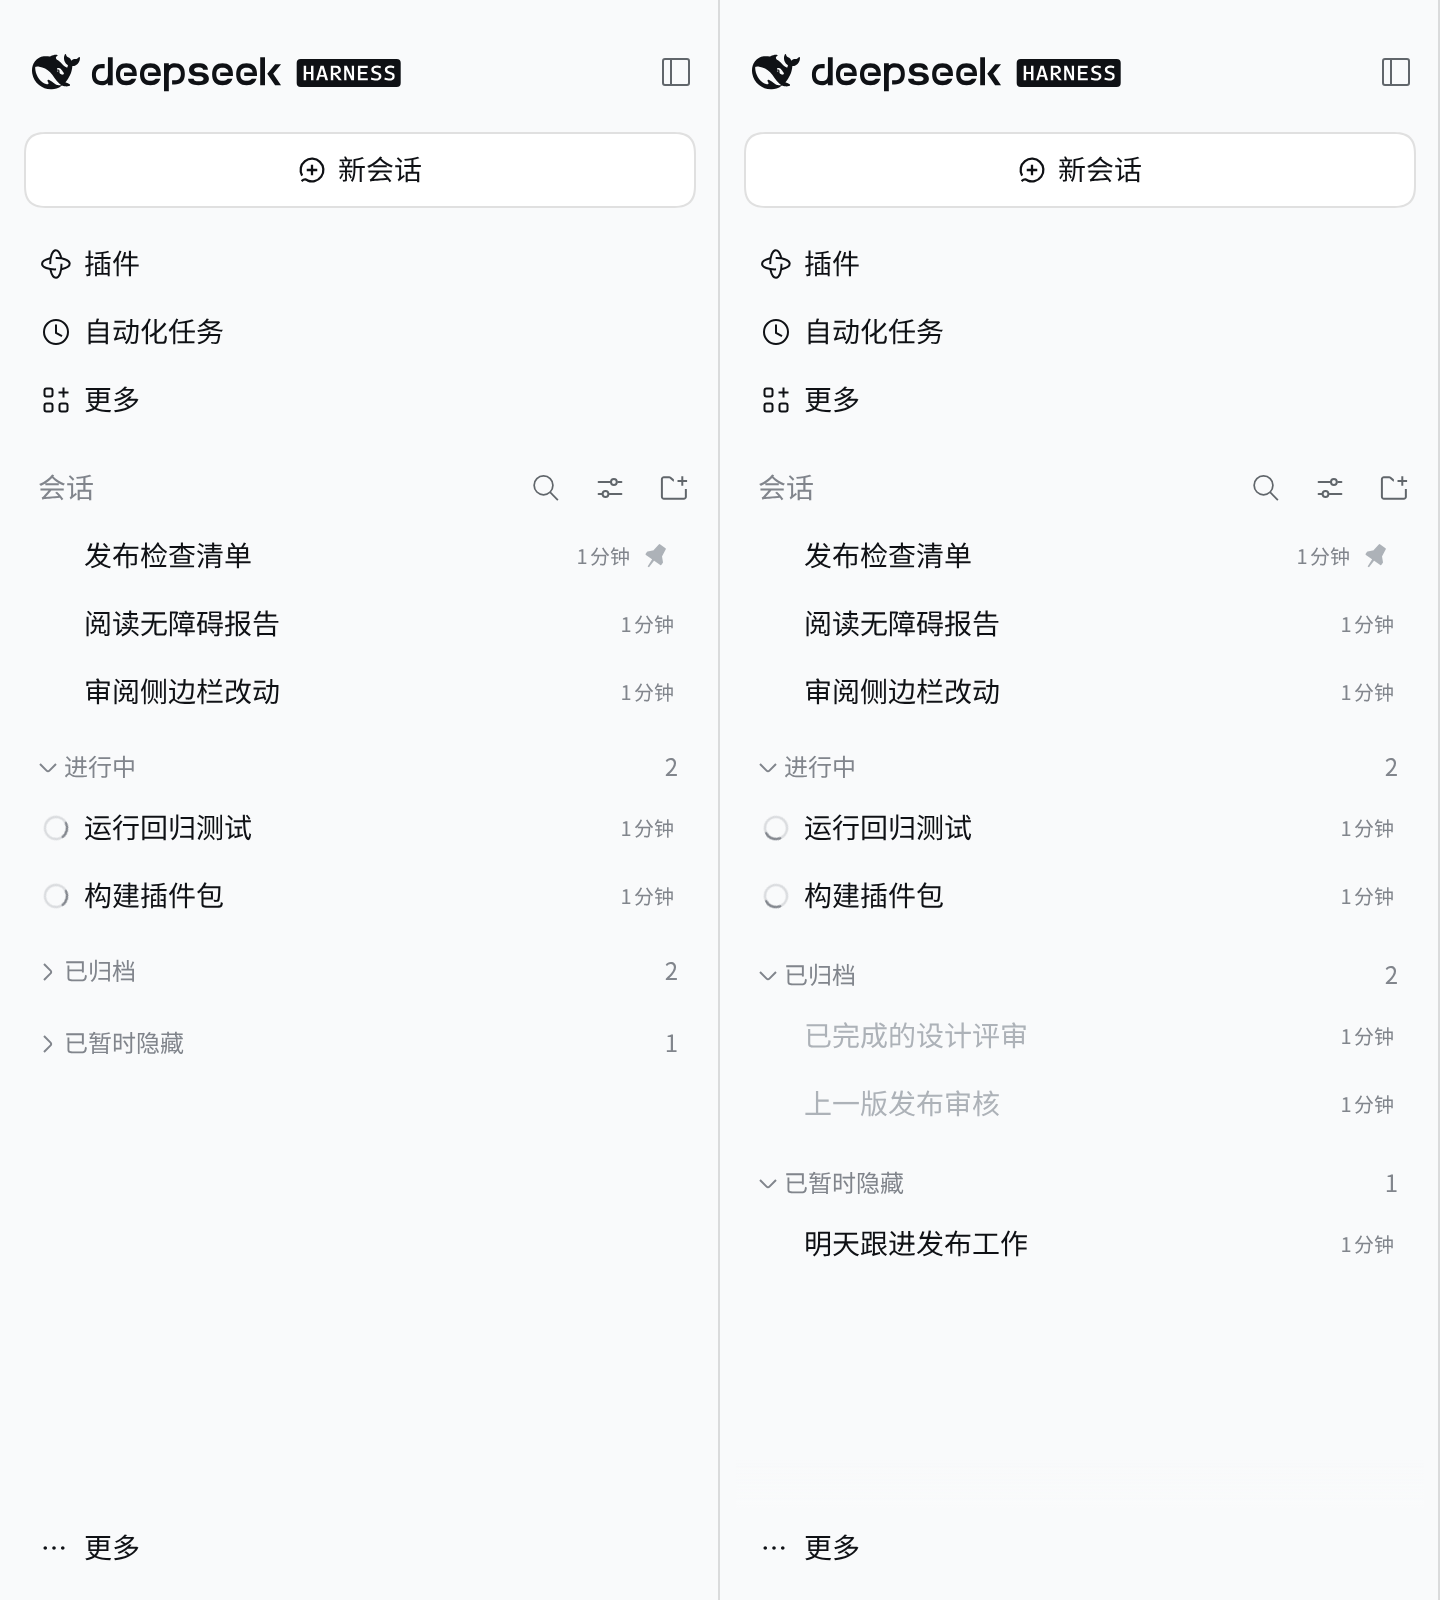 deepseek HARNESS
新会话
插件
自动化任务
更多
会话
发布检查清单 1分钟
阅读无障碍报告 1分钟
审阅侧边栏改动 1分钟
进行中 2
运行回归测试 1分钟
构建插件包 1分钟
已归档 2
已暂时隐藏 1
更多
deepseek HARNESS
新会话
插件
自动化任务
更多
会话
发布检查清单 1分钟
阅读无障碍报告 1分钟
审阅侧边栏改动 1分钟
进行中 2
运行回归测试 1分钟
构建插件包 1分钟
已归档 2
已完成的设计评审 1分钟
上一版发布审核 1分钟
已暂时隐藏 1
明天跟进发布工作 1分钟
更多